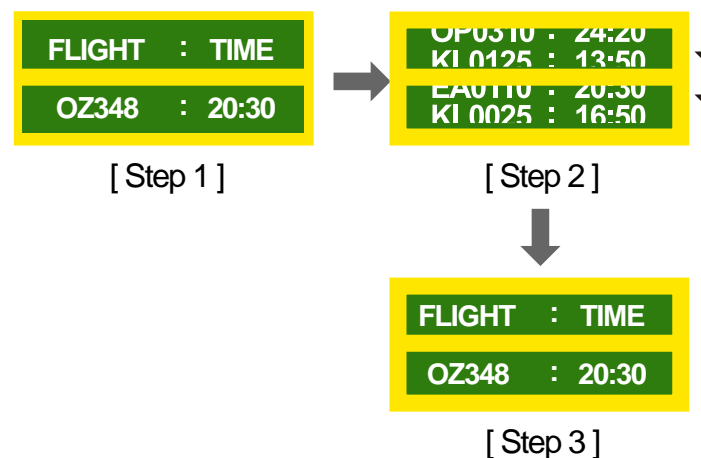 FLIGHT : TIME
OZ348 : 20:30
[ Step 1 ]
OP0310 : 24:20
KL0125 : 13:50
EA0110 : 20:30
KL0025 : 16:50
[ Step 2 ]
FLIGHT : TIME
OZ348 : 20:30
[ Step 3 ]